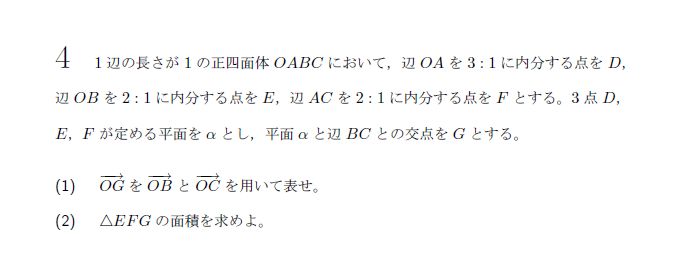 4 1 辺の長さが 1 の正四面体 OABC において，辺 OA を 3 : 1 に内分する点を D，
辺 OB を 2 : 1 に内分する点を E，辺 AC を 2 : 1 に内分する点を F とする。3 点 D，
E，F が定める平面を α とし，平面 α と辺 BC との交点を G とする。
(1) $\overrightarrow{OG}$ を $\overrightarrow{OB}$ と $\overrightarrow{OC}$ を用いて表せ。
(2) △EFG の面積を求めよ。